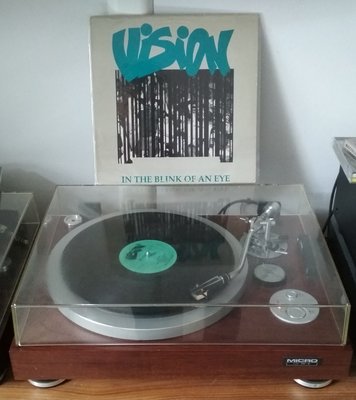 VISION
IN THE BLINK OF AN EYE
MICRO